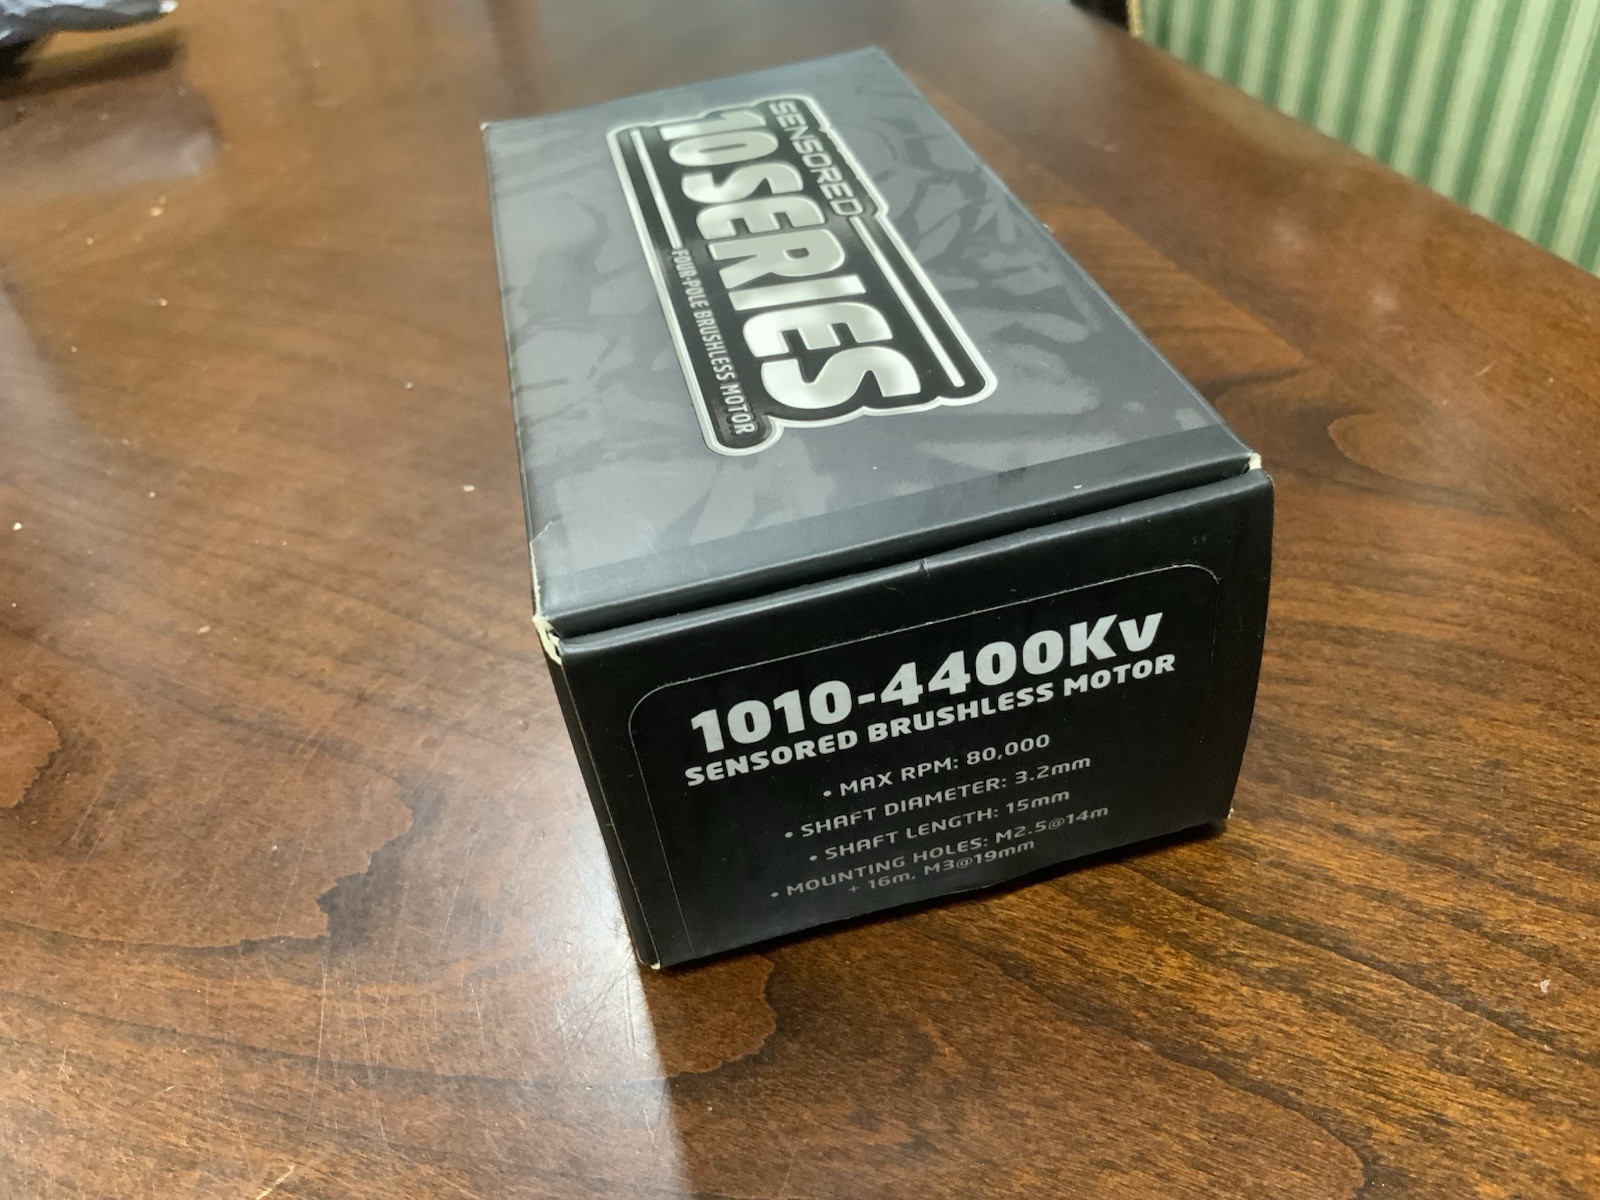 SENSORED
10SERIES
FOUR-POLE BRUSHLESS MOTOR
1010-4400Kv
SENSORED BRUSHLESS MOTOR
• MAX RPM: 80,000
• SHAFT DIAMETER: 3.2mm
• SHAFT LENGTH: 15mm
• MOUNTING HOLES: M2.5@14m
+ 16m, M3@19mm